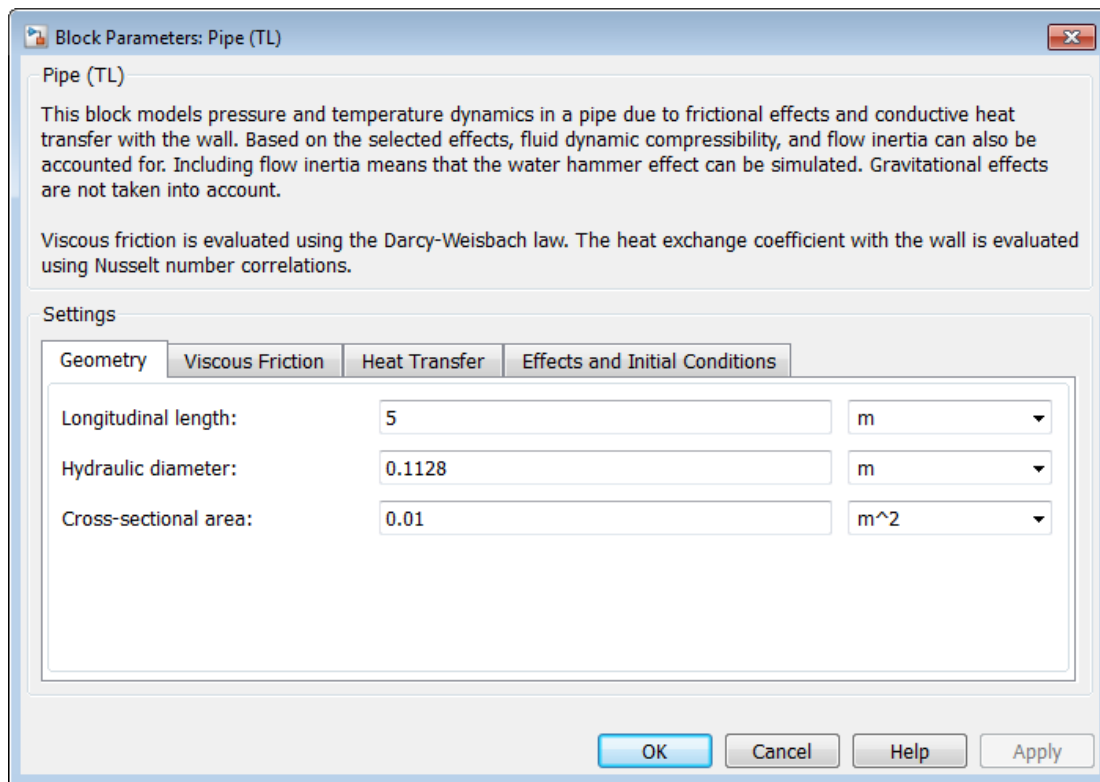 Block Parameters: Pipe (TL)
Pipe (TL)
This block models pressure and temperature dynamics in a pipe due to frictional effects and conductive heat
transfer with the wall. Based on the selected effects, fluid dynamic compressibility, and flow inertia can also be
accounted for. Including flow inertia means that the water hammer effect can be simulated. Gravitational effects
are not taken into account.
Viscous friction is evaluated using the Darcy-Weisbach law. The heat exchange coefficient with the wall is evaluated
using Nusselt number correlations.
Settings
Geometry Viscous Friction Heat Transfer Effects and Initial Conditions
Longitudinal length: 5 m
Hydraulic diameter: 0.1128 m
Cross-sectional area: 0.01 m^2
OK Cancel Help Apply